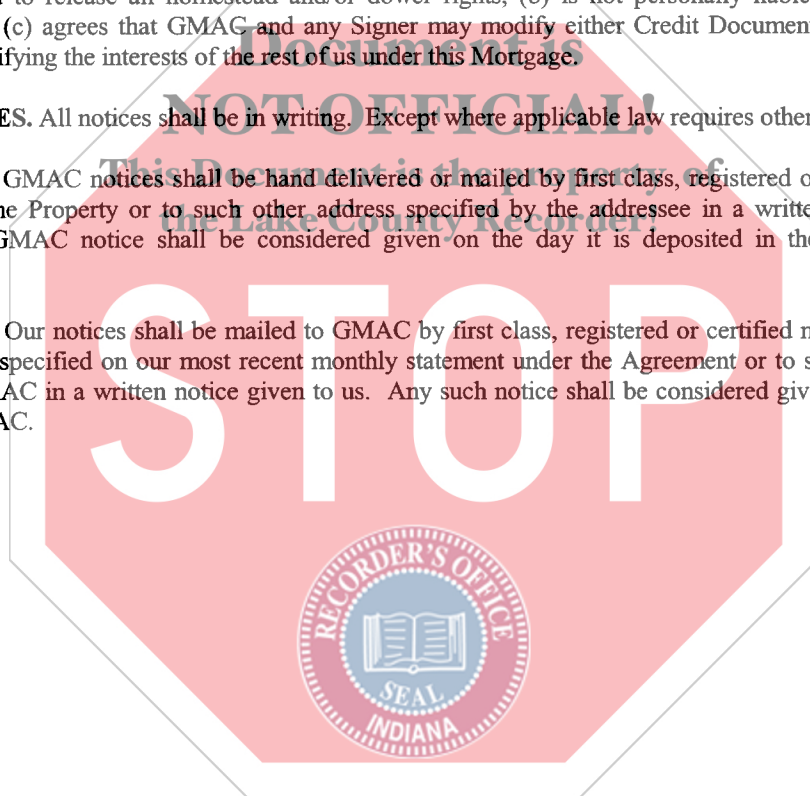 to release all homestead and/or dower rights, (b) is not personally liable
(c) agrees that GMAC and any Signer may modify either Credit Document
ifying the interests of the rest of us under this Mortgage.
Document is
NOT OFFICIAL!
This Document is the property of
the Lake County Recorder!
ES. All notices shall be in writing. Except where applicable law requires other
GMAC notices shall be hand delivered or mailed by first class, registered o
he Property or to such other address specified by the addressee in a writte
GMAC notice shall be considered given on the day it is deposited in the
Our notices shall be mailed to GMAC by first class, registered or certified m
specified on our most recent monthly statement under the Agreement or to s
AC in a written notice given to us. Any such notice shall be considered giv
AC.
STOP
RECORDER'S OFFICE
SEAL
INDIANA